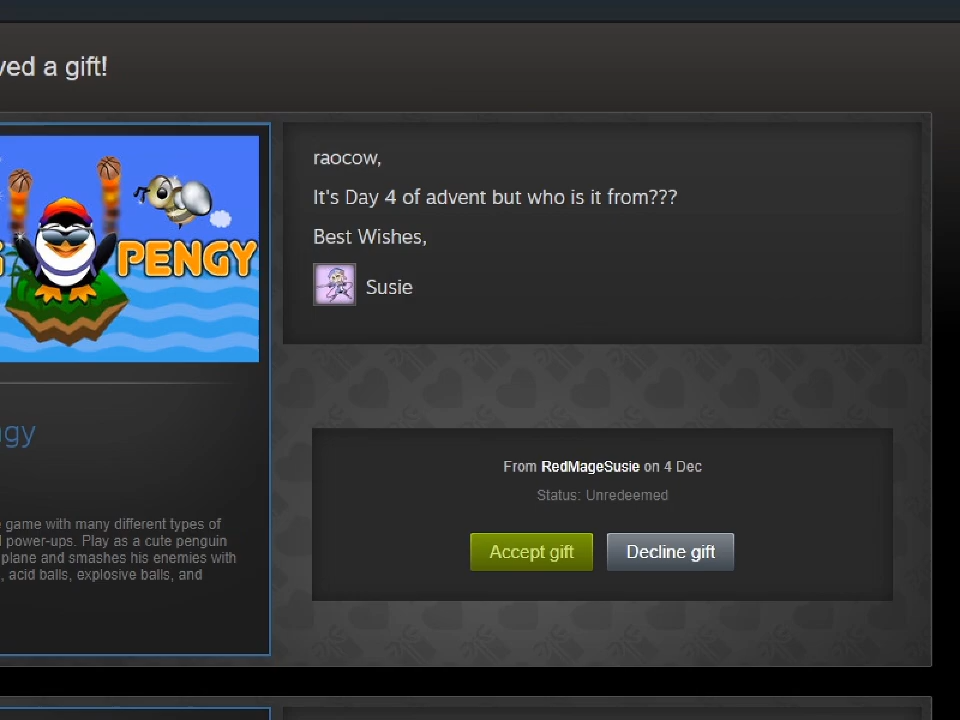 ved a gift!
PENGY
ngy
game with many different types of
power-ups. Play as a cute penguin
plane and smashes his enemies with
, acid balls, explosive balls, and
raocow,
It's Day 4 of advent but who is it from???
Best Wishes,
Susie
From RedMageSusie on 4 Dec
Status: Unredeemed
Accept gift
Decline gift